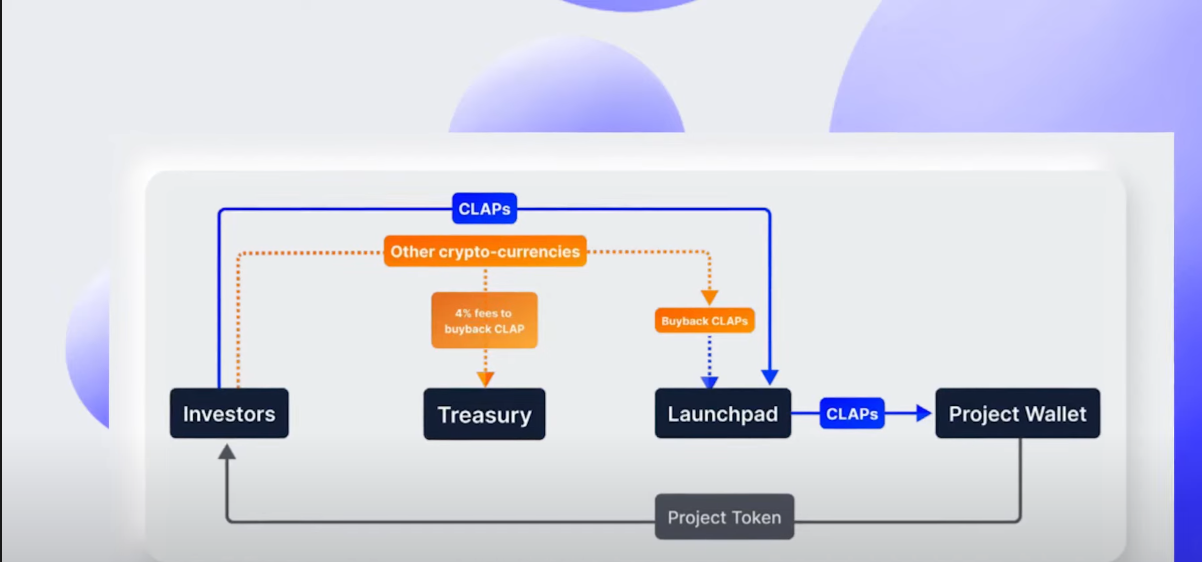 CLAPs
Other crypto-currencies
4% fees to
buyback CLAP
Buyback CLAPs
Investors
Treasury
Launchpad
CLAPs
Project Wallet
Project Token